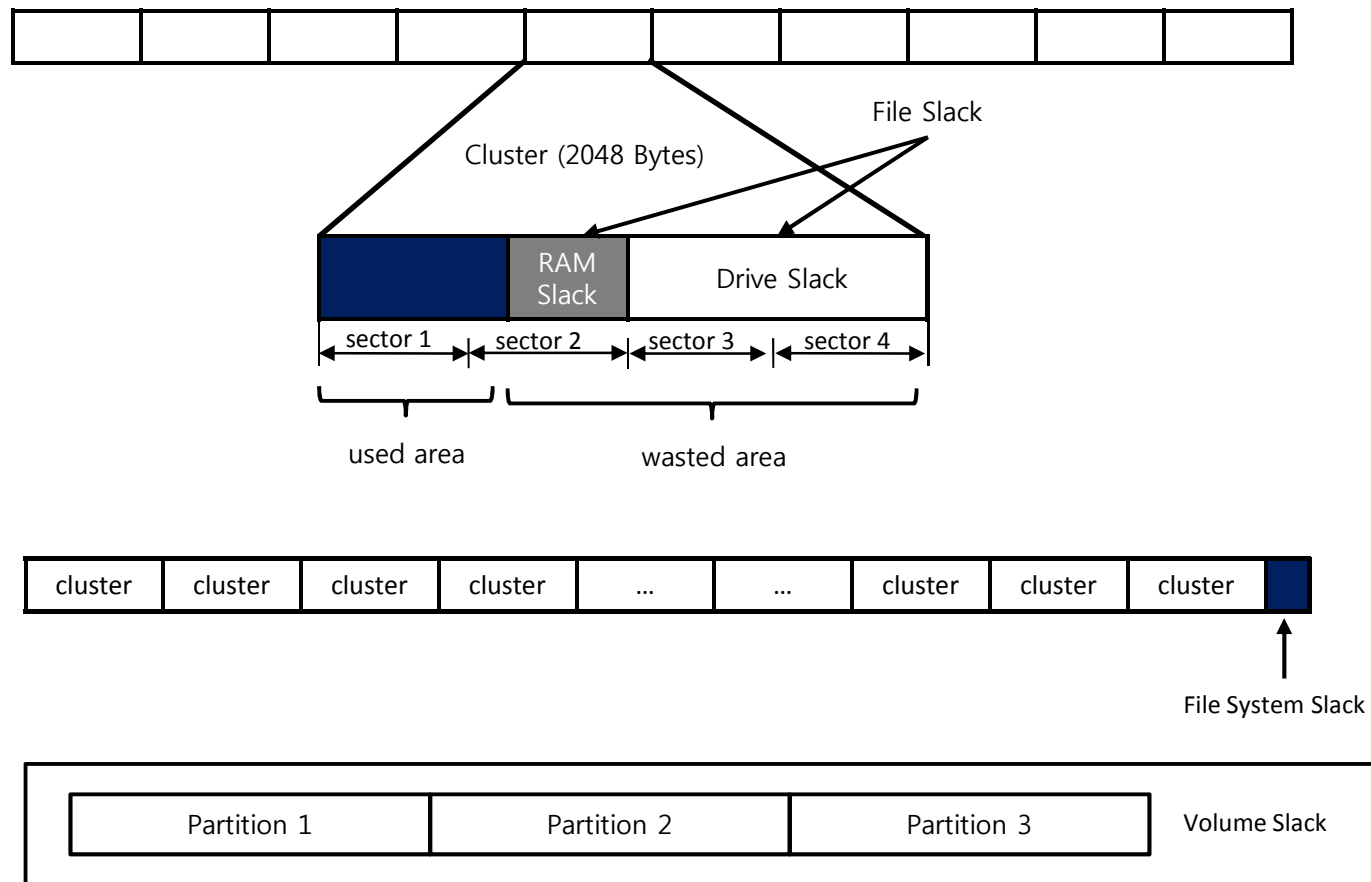 File Slack
Cluster (2048 Bytes)
RAM
Slack
Drive Slack
sector 1 sector 2 sector 3 sector 4
used area wasted area
cluster cluster cluster cluster ... ... cluster cluster cluster
File System Slack
Partition 1 Partition 2 Partition 3 Volume Slack